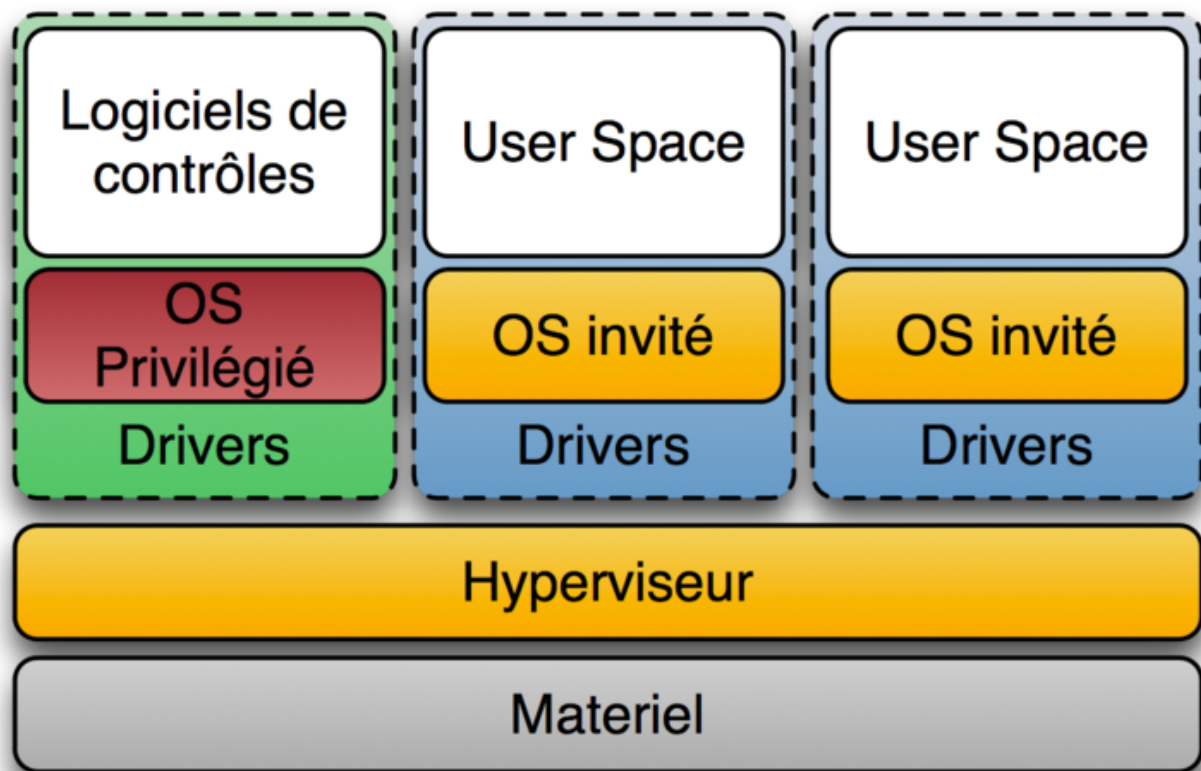 Logiciels de
contrôles
User Space
User Space
OS
Privilégié
OS invité
OS invité
Drivers
Drivers
Drivers
Hyperviseur
Materiel